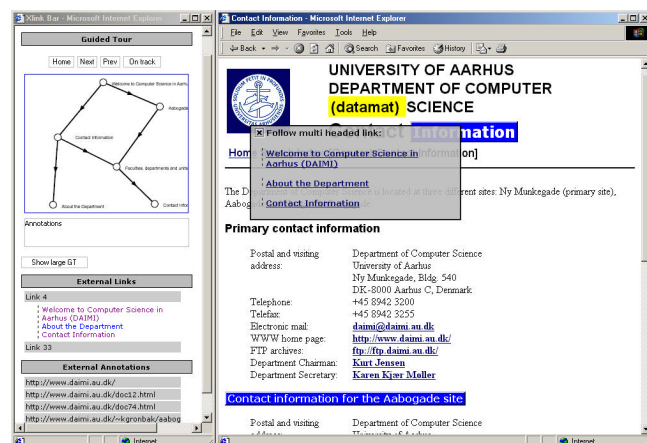 Xlink Bar - Microsoft Internet Explorer
Guided Tour
Home Next Prev On track
Welcome to Computer Science in Aarh
Aabogade
Contact Information
Faculties, departments and units
About the Department
Contact Infor
Annotations
Show large GT
External Links
Link 4
Welcome to Computer Science in
Aarhus (DAIMI)
About the Department
Contact Information
Link 33
External Annotations
http://www.daimi.au.dk/
http://www.daimi.au.dk/doc12.html
http://www.daimi.au.dk/doc74.html
http://www.daimi.au.dk/~kgronbak/aabog
Internet
Contact Information - Microsoft Internet Explorer
File Edit View Favorites Tools Help
Back Search Favorites History
UNIVERSITY OF AARHUS
DEPARTMENT OF COMPUTER
(datamat) SCIENCE
Contact Information
Follow multi headed link:
Welcome to Computer Science in
Aarhus (DAIMI)
About the Department
Contact Information
Home
Information]
The Department of Computer Science is located at three different sites: Ny Munkegade (primary site),
Primary contact information
Postal and visiting Department of Computer Science
address: University of Aarhus
Ny Munkegade, Bldg. 540
DK-8000 Aarhus C, Denmark
Telephone: +45 8942 3200
Telefax: +45 8942 3255
Electronic mail: daimi@daimi.au.dk
WWW home page: http://www.daimi.au.dk/
FTP archives: ftp://ftp.daimi.au.dk/
Department Chairman: Kurt Jensen
Department Secretary: Karen Kjær Møller
Contact information for the Aabogade site
Postal and visiting Department of Computer Science
Internet